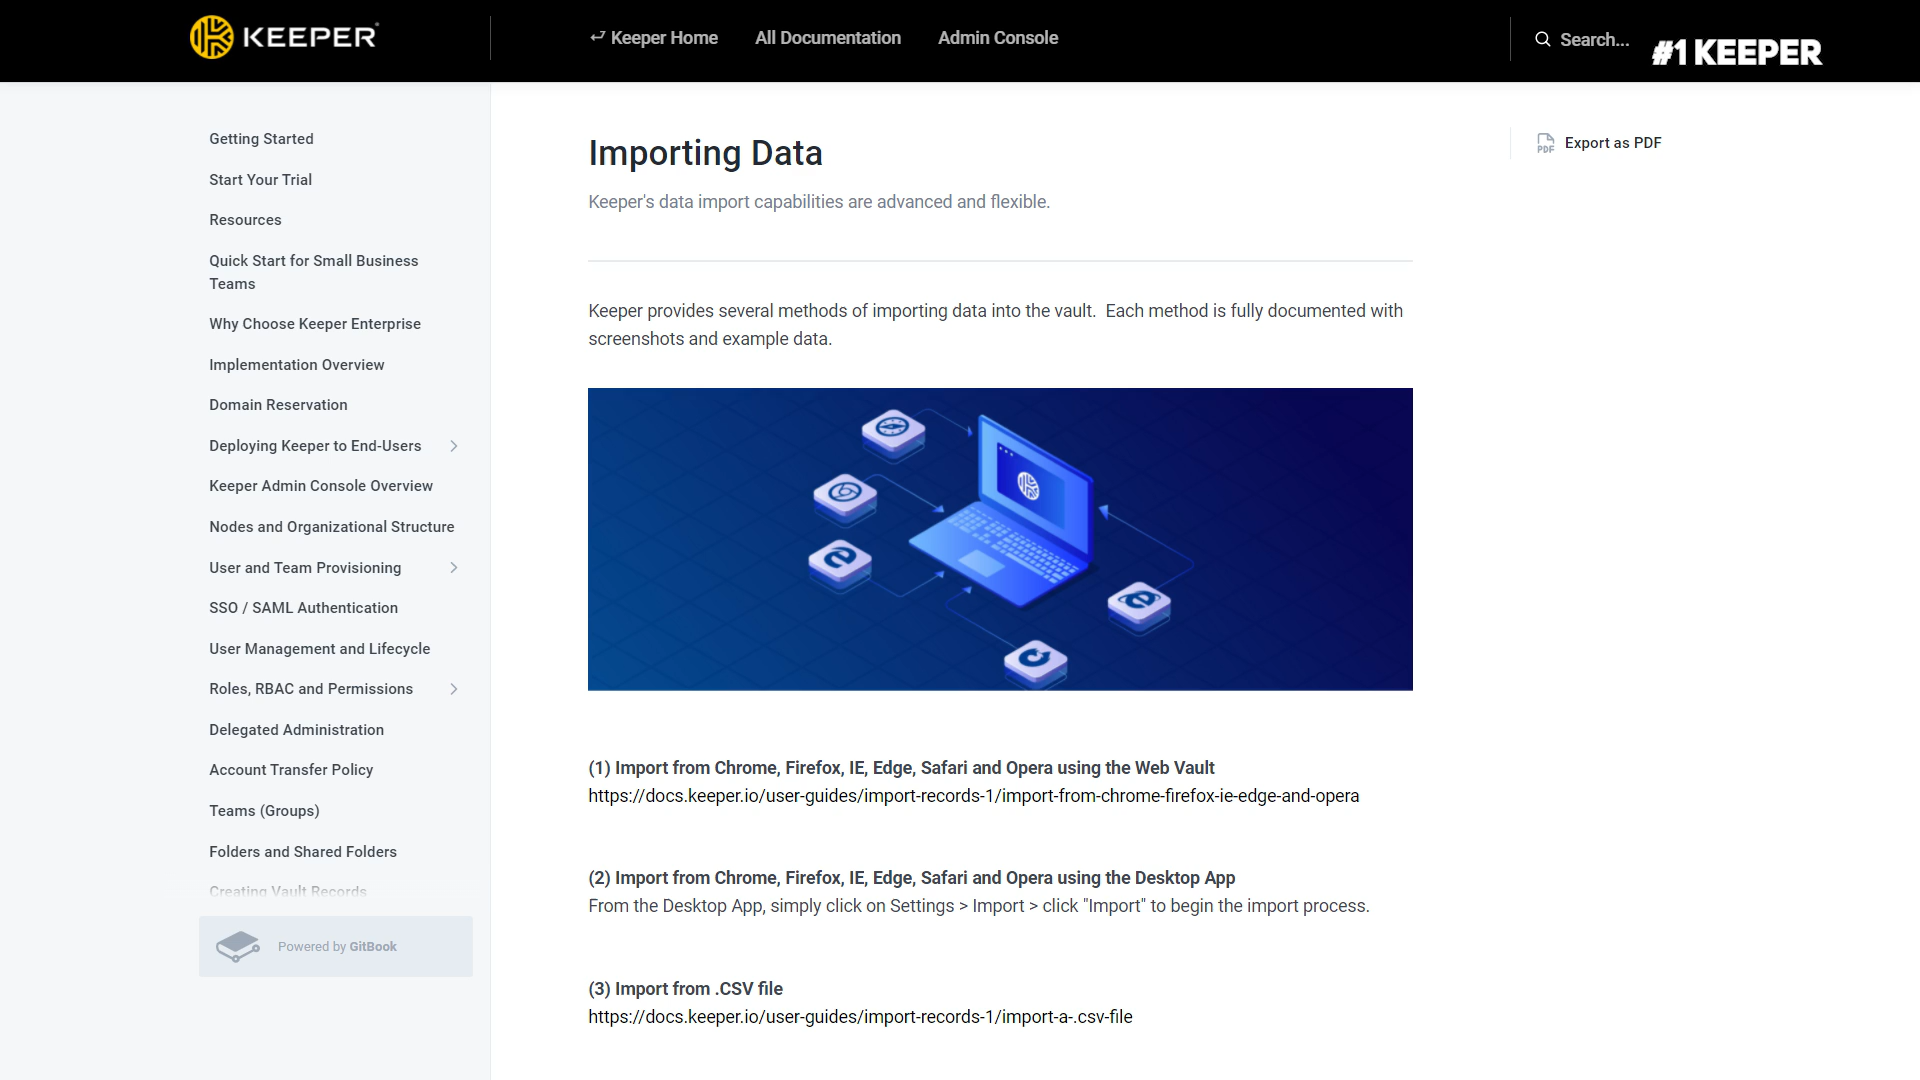 KEEPER
Keeper Home
All Documentation
Admin Console
Search...
#1 KEEPER
Getting Started
Start Your Trial
Resources
Quick Start for Small Business
Teams
Why Choose Keeper Enterprise
Implementation Overview
Domain Reservation
Deploying Keeper to End-Users
Keeper Admin Console Overview
Nodes and Organizational Structure
User and Team Provisioning
SSO / SAML Authentication
User Management and Lifecycle
Roles, RBAC and Permissions
Delegated Administration
Account Transfer Policy
Teams (Groups)
Folders and Shared Folders
Creating Vault Records
Powered by GitBook
Importing Data
Keeper's data import capabilities are advanced and flexible.
Keeper provides several methods of importing data into the vault.  Each method is fully documented with
screenshots and example data.
(1) Import from Chrome, Firefox, IE, Edge, Safari and Opera using the Web Vault
https://docs.keeper.io/user-guides/import-records-1/import-from-chrome-firefox-ie-edge-and-opera
(2) Import from Chrome, Firefox, IE, Edge, Safari and Opera using the Desktop App
From the Desktop App, simply click on Settings > Import > click "Import" to begin the import process.
(3) Import from .CSV file
https://docs.keeper.io/user-guides/import-records-1/import-a-.csv-file
PDF
Export as PDF